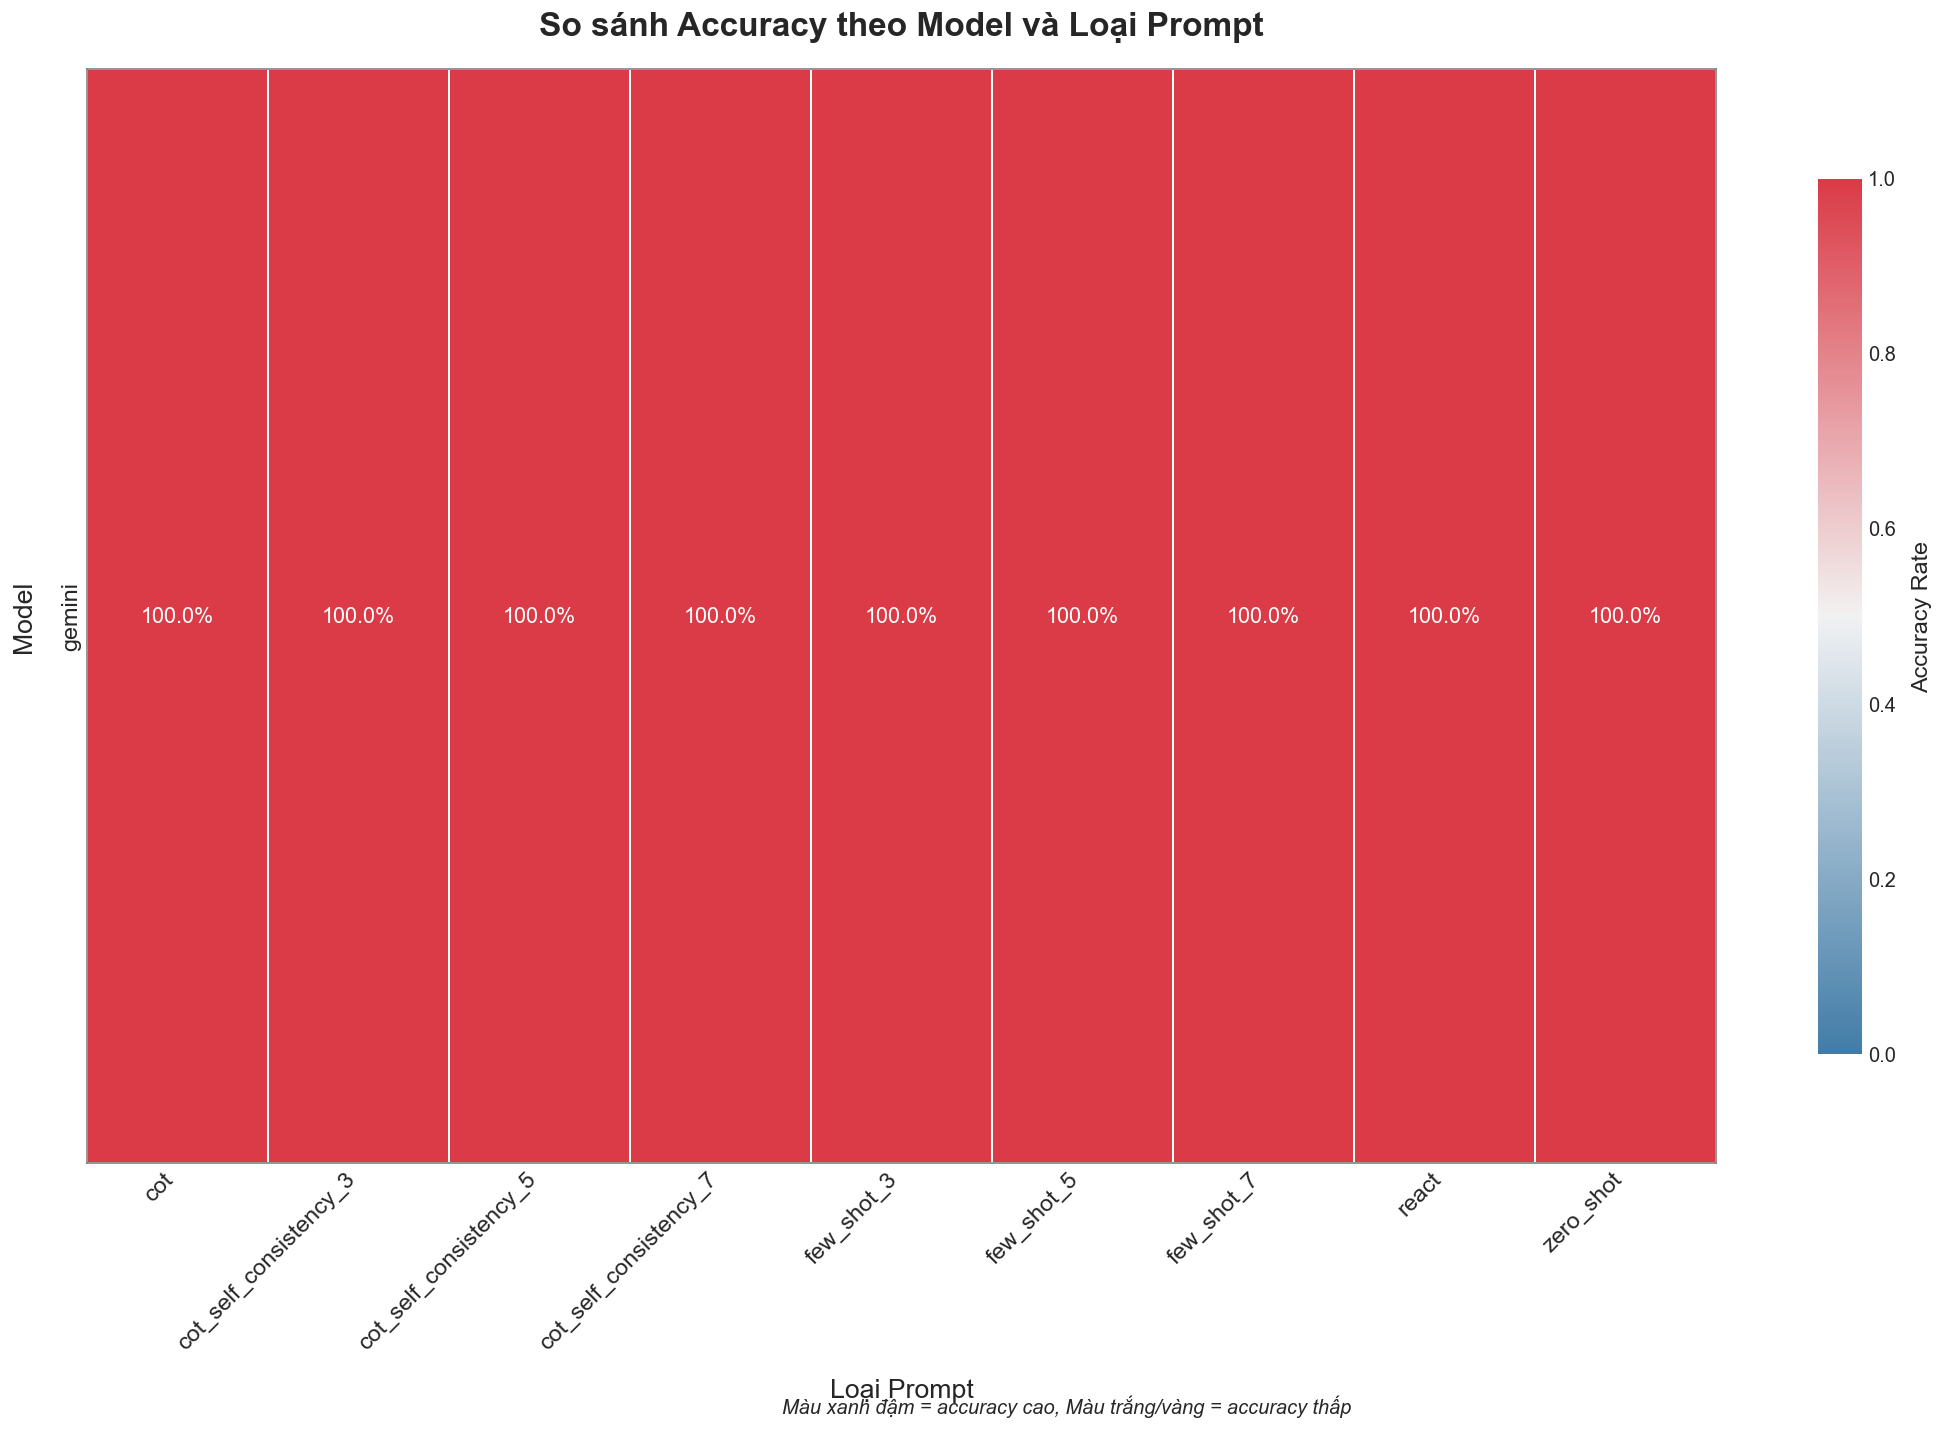 So sánh Accuracy theo Model và Loại Prompt
Model
gemini
100.0% 100.0% 100.0% 100.0% 100.0% 100.0% 100.0% 100.0% 100.0%
cot
cot_self_consistency_3
cot_self_consistency_5
cot_self_consistency_7
few_shot_3
few_shot_5
few_shot_7
react
zero_shot
Loại Prompt
Màu xanh đậm = accuracy cao, Màu trắng/vàng = accuracy thấp
1.0
0.8
0.6
0.4
0.2
0.0
Accuracy Rate